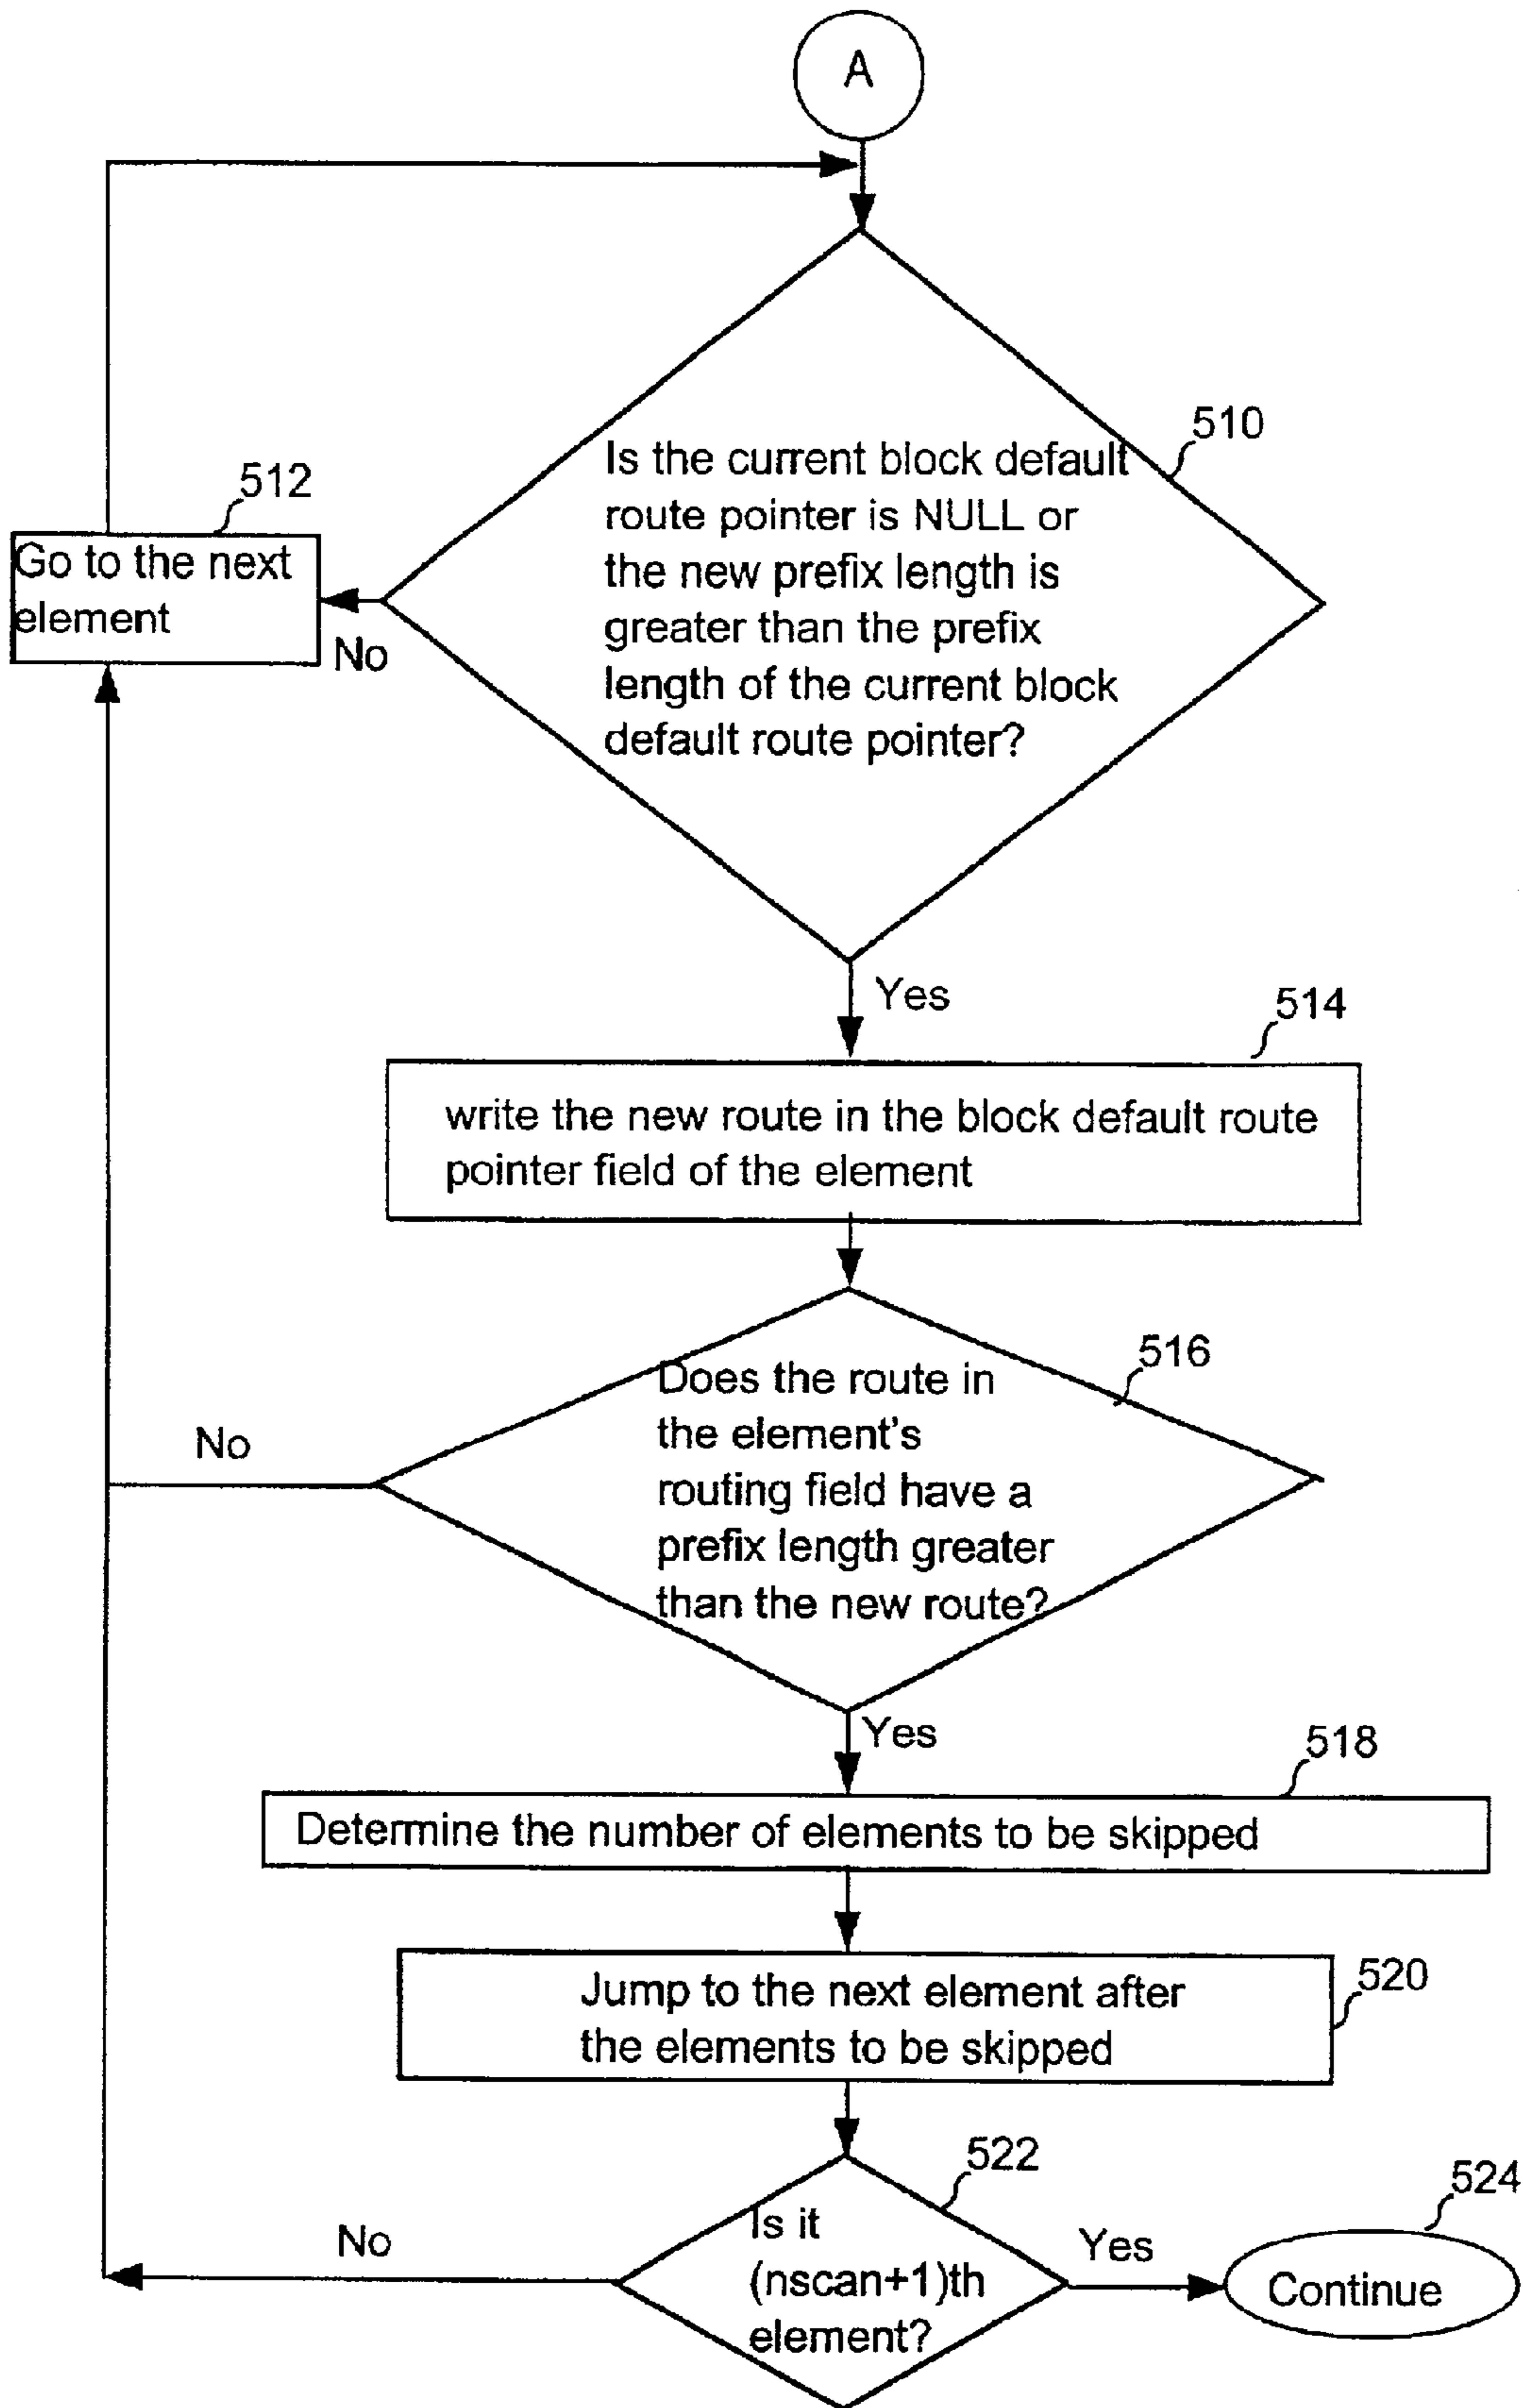 A
510
Is the current block default
route pointer is NULL or
the new prefix length is
greater than the prefix
length of the current block
default route pointer?
512
Go to the next
element
No
Yes
514
write the new route in the block default route
pointer field of the element
516
Does the route in
the element's
routing field have a
prefix length greater
than the new route?
No
Yes
518
Determine the number of elements to be skipped
520
Jump to the next element after
the elements to be skipped
522
Is it
(nscan+1)th
element?
No
Yes
524
Continue